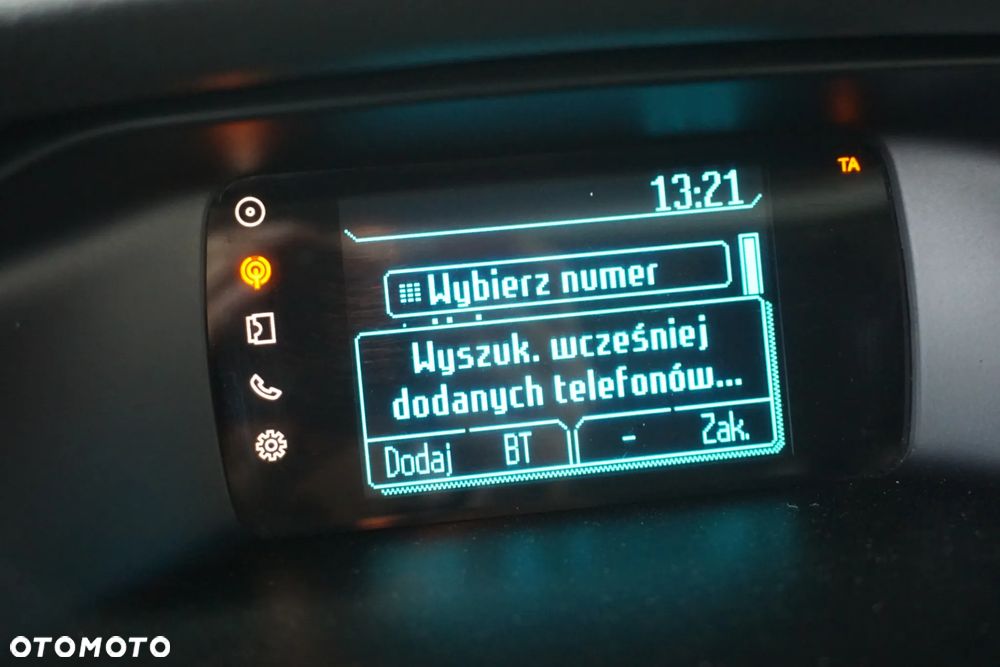 13:21
TA
Wybierz numer
Wyszuk. wcześniej
dodanych telefonów...
Dodaj BT - Zak.
OTOMOTO